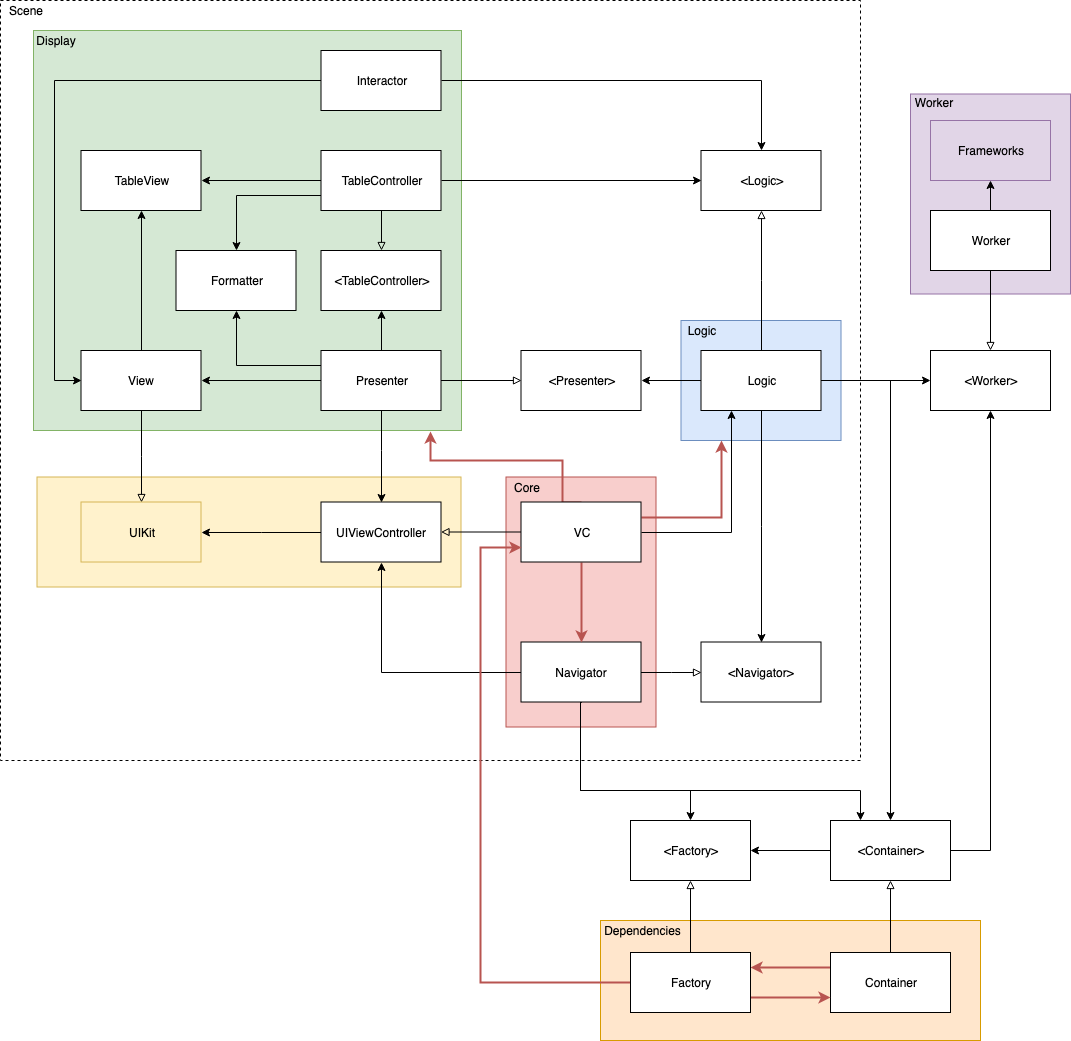 Scene
Display
Interactor
Worker
Frameworks
TableView
TableController
<Logic>
Worker
Formatter
<TableController>
Logic
View
Presenter
<Presenter>
Logic
<Worker>
Core
UIKit
UIViewController
VC
Navigator
<Navigator>
<Factory>
<Container>
Dependencies
Factory
Container